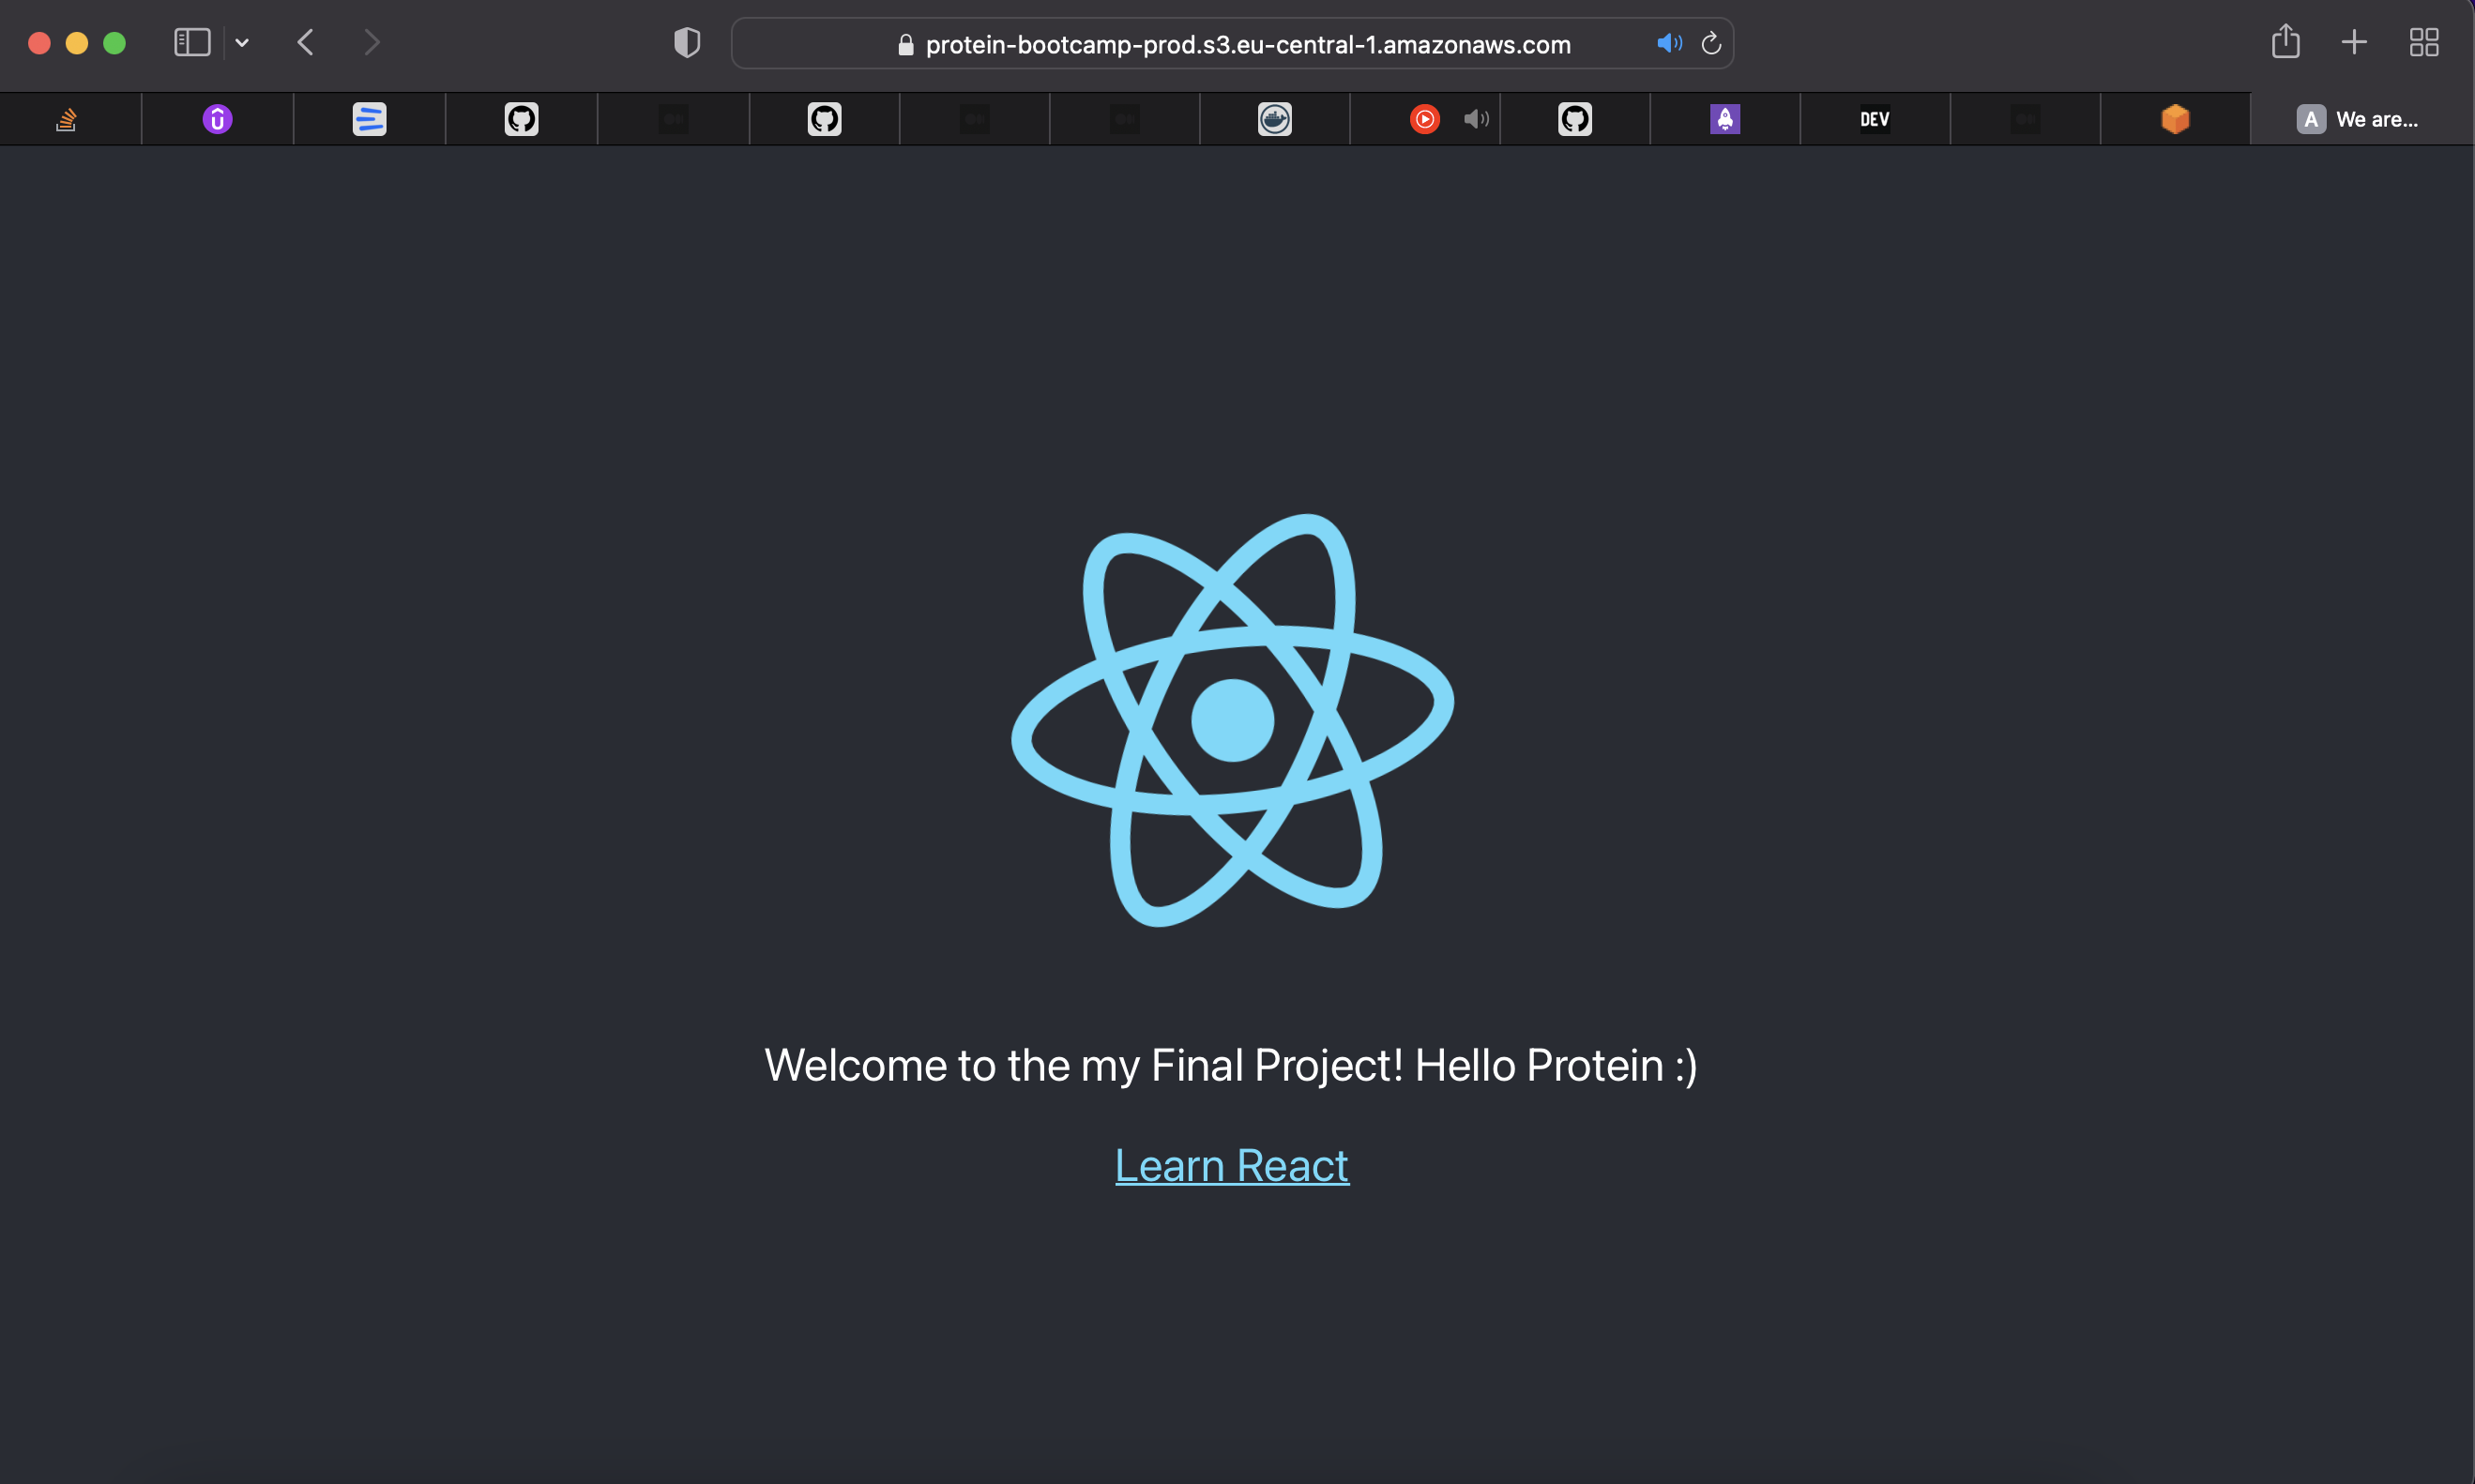 protein-bootcamp-prod.s3.eu-central-1.amazonaws.com
DEV
A We are...
Welcome to the my Final Project! Hello Protein :)
Learn React